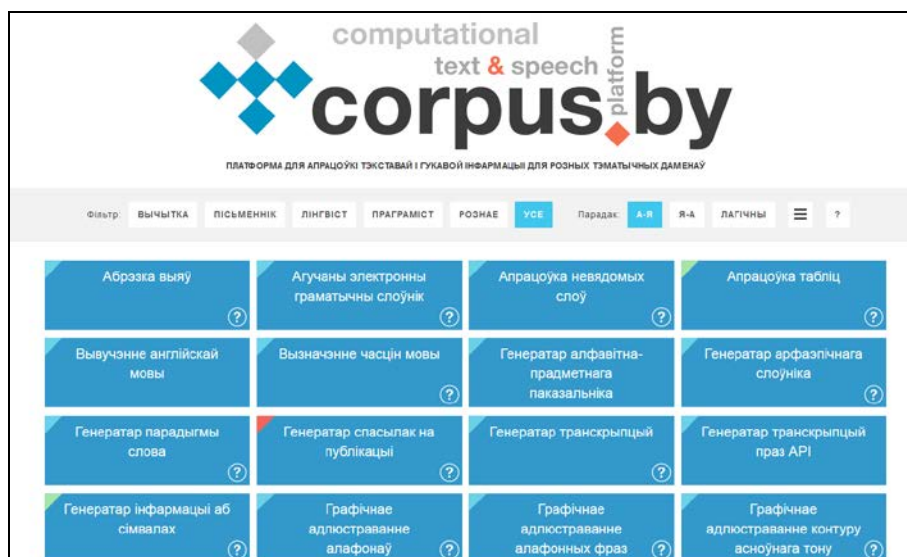 computational
text & speech
platform
corpus.by
ПЛАТФОРМА ДЛЯ АПРАЦОЎКІ ТЭКСТАВАЙ І ГУКАВОЙ ІНФАРМАЦЫІ ДЛЯ РОЗНЫХ ТЭМАТЫЧНЫХ ДАМЕНАЎ
Фільтр: ВЫЧЫТКА ПІСЬМЕННІК ЛІНГВІСТ ПРАГРАМІСТ РОЗНАЕ УСЕ Парадак: А-Я Я-А ЛАГІЧНЫ ?
Абрэзка выяў
?
Агучаны электронны
граматычны слоўнік
?
Апрацоўка невядомых
слоў
?
Апрацоўка табліц
?
Вывучэнне англійскай
мовы
Вызначэнне часцін мовы
?
Генератар алфавітна-
прадметнага
паказальніка
Генератар арфаэпічнага
слоўніка
?
Генератар парадыгмы
слова
?
Генератар спасылак на
публікацыі
?
Генератар транскрыпцый
?
Генератар транскрыпцый
праз API
Генератар інфармацыі аб
сімвалах
?
Графічнае
адлюстраванне
алафонаў
?
Графічнае
адлюстраванне
алафонных фраз
?
Графічнае
адлюстраванне контуру
асноўнага тону
?